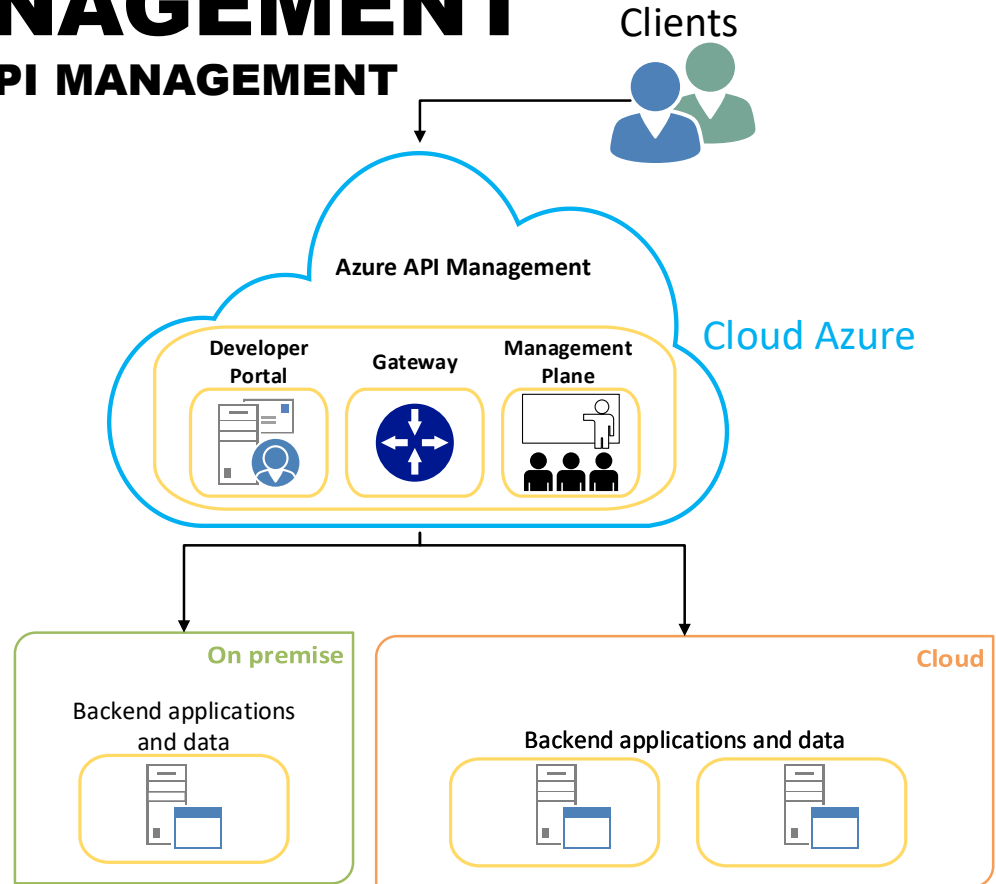 NAGEMENT
PI MANAGEMENT
Clients
Azure API Management
Cloud Azure
Developer
Portal
Gateway
Management
Plane
On premise
Cloud
Backend applications
and data
Backend applications and data